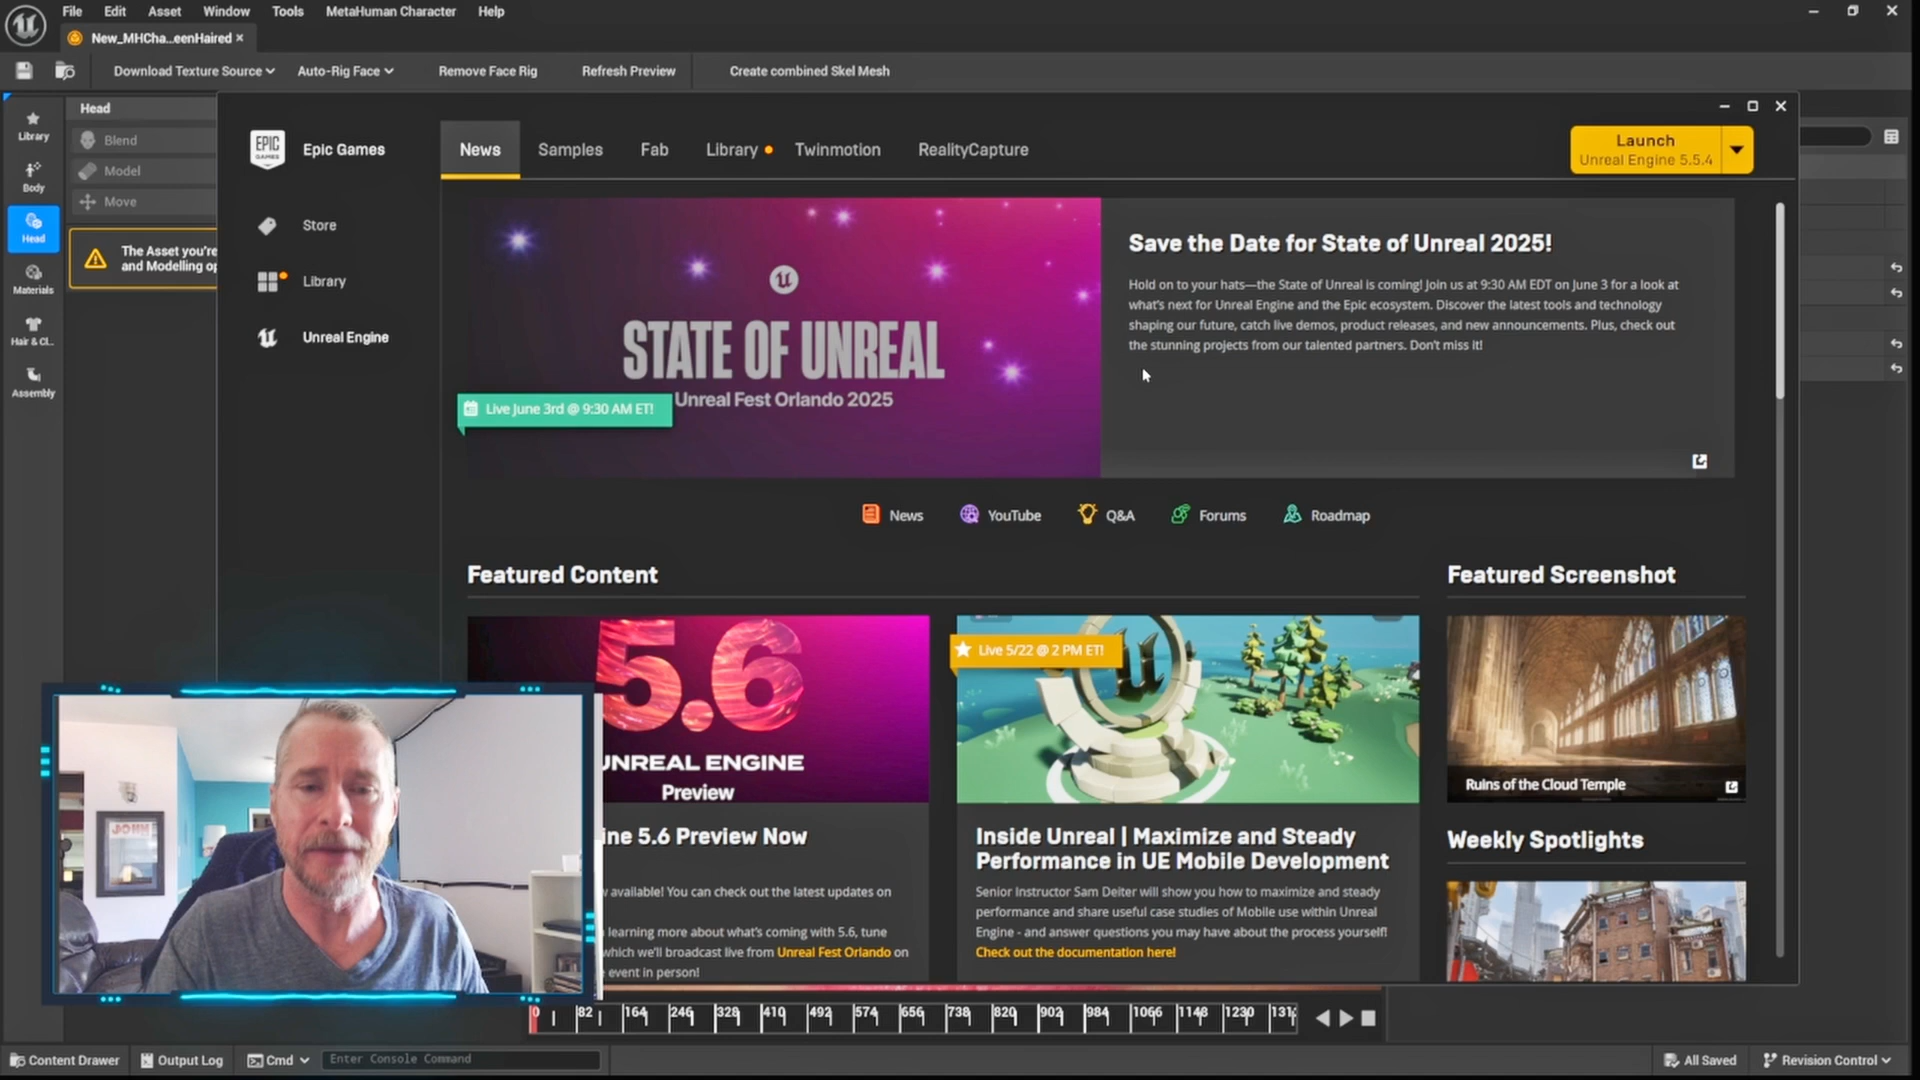 File Edit Asset Window Tools MetaHuman Character Help
New_MHCha...eenHaired
Download Texture Source Auto-Rig Face Remove Face Rig Refresh Preview Create combined Skel Mesh
Library
Body
Head
Materials
Hair & Cl...
Assembly
Head
Blend
Model
Move
The Asset you're
and Modelling op
EPIC
GAMES
Epic Games
Store
Library
Unreal Engine
News Samples Fab Library Twinmotion RealityCapture
Launch
Unreal Engine 5.5.4
STATE OF UNREAL
Unreal Fest Orlando 2025
Live June 3rd @ 9:30 AM ET!
Save the Date for State of Unreal 2025!
Hold on to your hats—the State of Unreal is coming! Join us at 9:30 AM EDT on June 3 for a look at
what's next for Unreal Engine and the Epic ecosystem. Discover the latest tools and technology
shaping our future, catch live demos, product releases, and new announcements. Plus, check out
the stunning projects from our talented partners. Don't miss it!
News YouTube Q&A Forums Roadmap
Featured Content
5.6
UNREAL ENGINE
Preview
ine 5.6 Preview Now
available! You can check out the latest updates on
learning more about what's coming with 5.6, tune
which we'll broadcast live from Unreal Fest Orlando on
event in person!
Live 5/22 @ 2 PM ET!
Inside Unreal | Maximize and Steady
Performance in UE Mobile Development
Senior Instructor Sam Deiter will show you how to maximize and steady
performance and share useful case studies of Mobile use within Unreal
Engine - and answer questions you may have about the process yourself!
Check out the documentation here!
Featured Screenshot
Ruins of the Cloud Temple
Weekly Spotlights
JOHN
0 82 164 246 328 410 492 574 656 738 820 902 984 1066 1148 1230 131
Content Drawer Output Log Cmd Enter Console Command
All Saved Revision Control